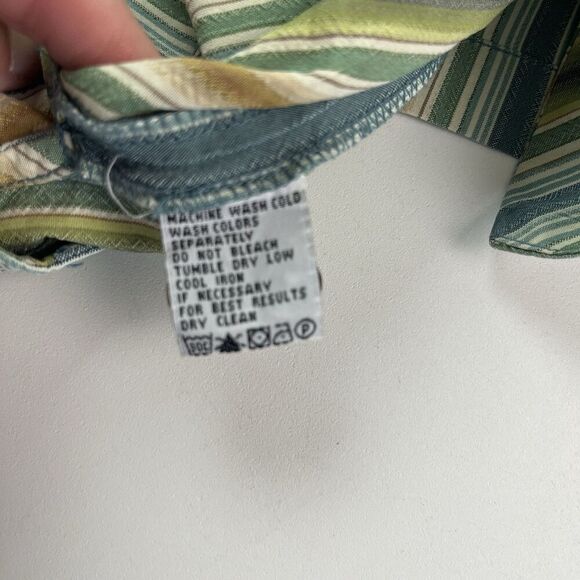 MACHINE WASH COLD
WASH COLORS
SEPARATELY
DO NOT BLEACH
TUMBLE DRY LOW
COOL IRON
IF NECESSARY
FOR BEST RESULTS
DRY CLEAN
30C P